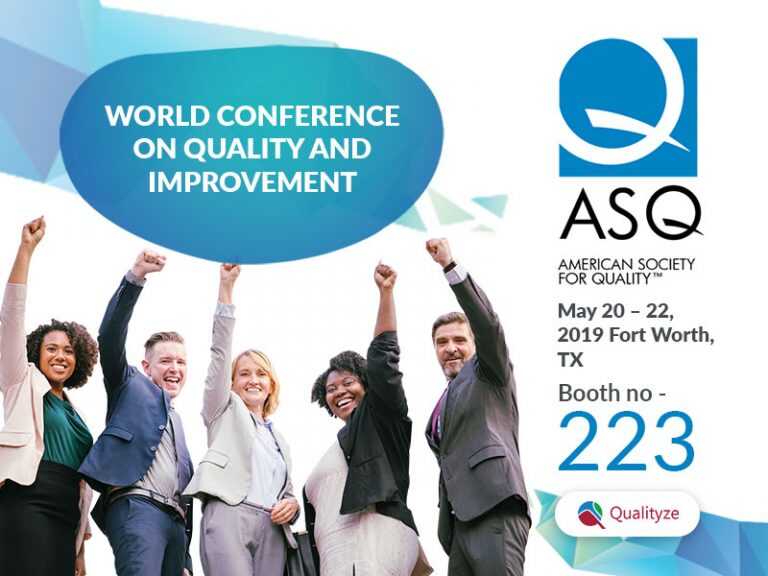 WORLD CONFERENCE
ON QUALITY AND
IMPROVEMENT
ASQ
AMERICAN SOCIETY
FOR QUALITY™
May 20 – 22,
2019 Fort Worth,
TX
Booth no -
223
Qualityze